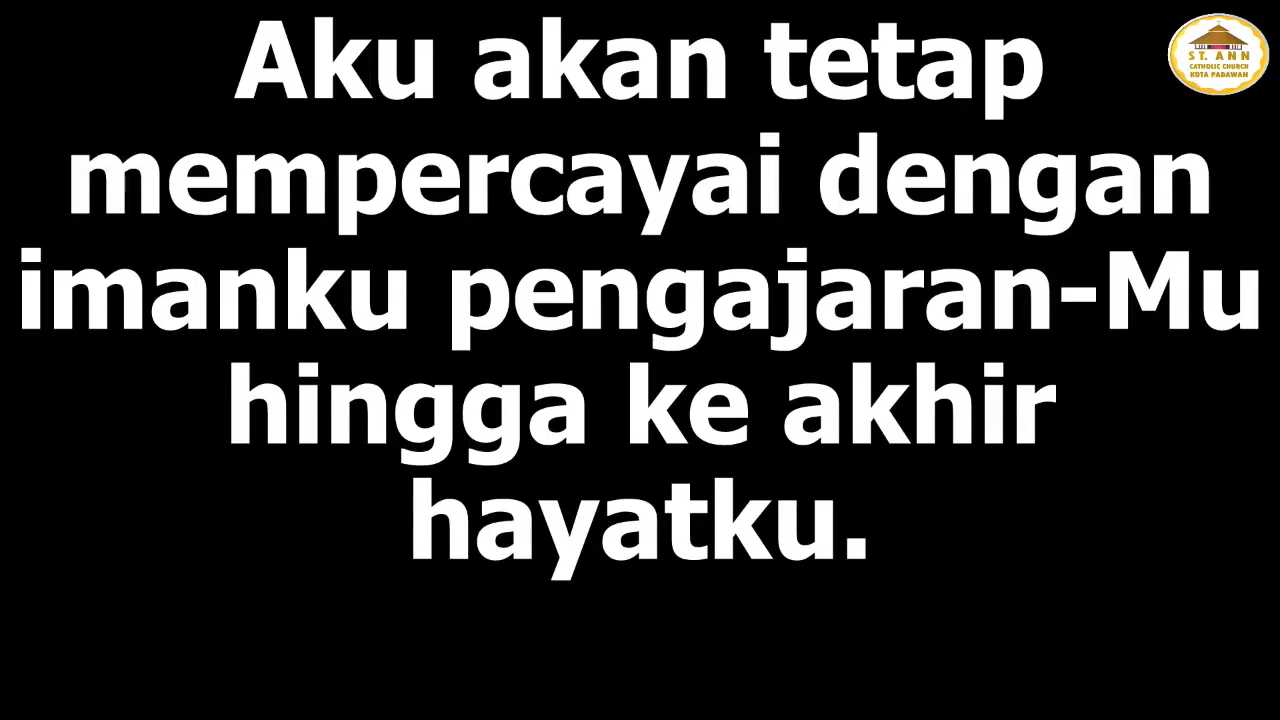 Aku akan tetap
mempercayai dengan
imanku pengajaran-Mu
hingga ke akhir
hayatku.
ST. ANN
CATHOLIC CHURCH
KOTA PADAWAN